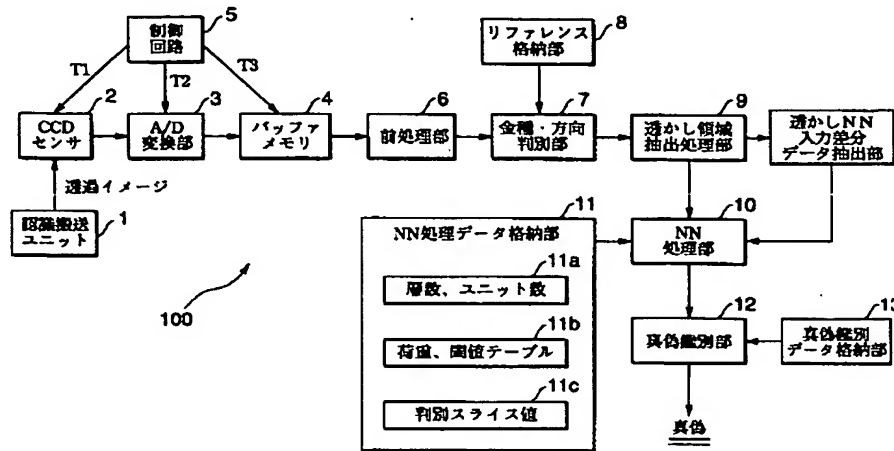 5
制御
回路
T1
T2
T3
2
CCD
センサ
3
A/D
変換部
4
バッファ
メモリ
6
前処理部
8
リファレンス
格納部
7
金種・方向
判別部
9
透かし領域
抽出処理部
透かしNN
入力差分
データ抽出部
透過イメージ
1
認識搬送
ユニット
100
11
NN処理データ格納部
11a
層数、ユニット数
11b
荷重、閾値テーブル
11c
判別スライス値
10
NN
処理部
12
真偽鑑別部
13
真偽鑑別
データ格納部
真偽